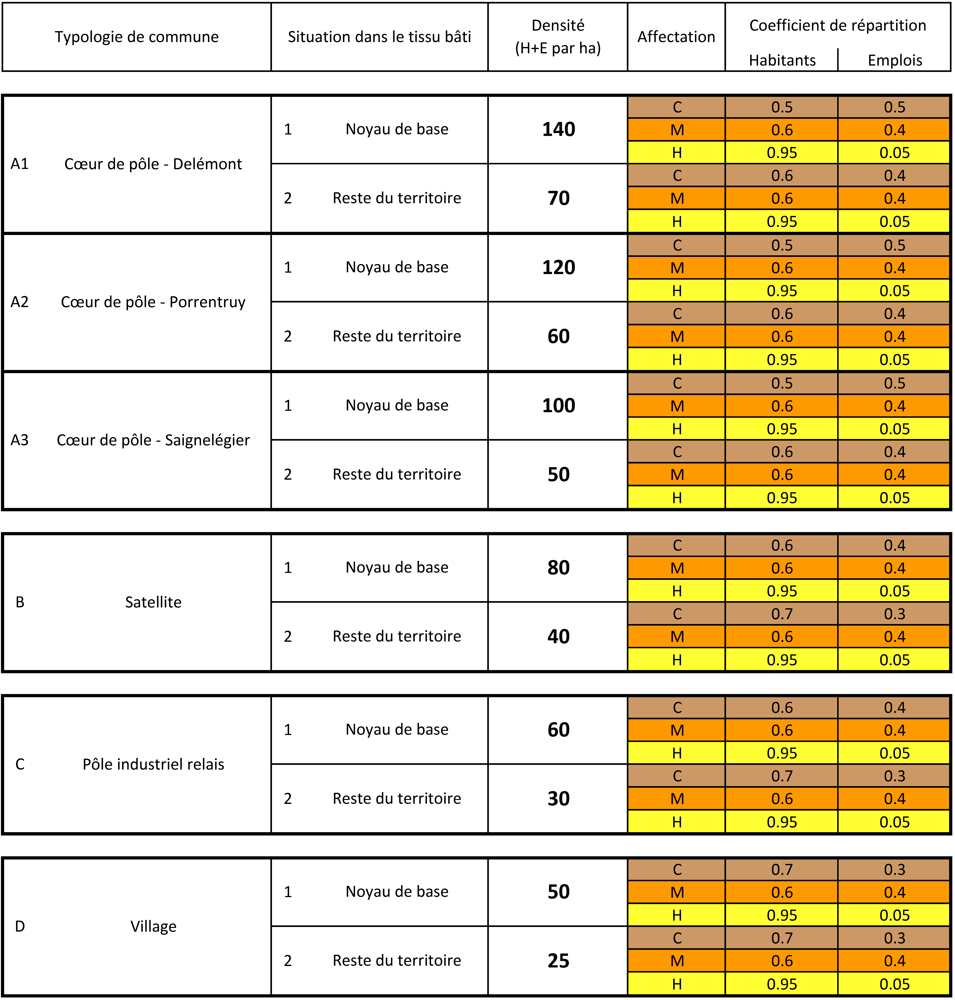 Typologie de commune Situation dans le tissu bâti Densité (H+E par ha) Affectation Coefficient de répartition
Habitants Emplois
A1 Cœur de pôle - Delémont 1 Noyau de base 140 C 0.5 0.5
M 0.6 0.4
H 0.95 0.05
2 Reste du territoire 70 C 0.6 0.4
M 0.6 0.4
H 0.95 0.05
A2 Cœur de pôle - Porrentruy 1 Noyau de base 120 C 0.5 0.5
M 0.6 0.4
H 0.95 0.05
2 Reste du territoire 60 C 0.6 0.4
M 0.6 0.4
H 0.95 0.05
A3 Cœur de pôle - Saignelégier 1 Noyau de base 100 C 0.5 0.5
M 0.6 0.4
H 0.95 0.05
2 Reste du territoire 50 C 0.6 0.4
M 0.6 0.4
H 0.95 0.05
B Satellite 1 Noyau de base 80 C 0.6 0.4
M 0.6 0.4
H 0.95 0.05
2 Reste du territoire 40 C 0.7 0.3
M 0.6 0.4
H 0.95 0.05
C Pôle industriel relais 1 Noyau de base 60 C 0.6 0.4
M 0.6 0.4
H 0.95 0.05
2 Reste du territoire 30 C 0.7 0.3
M 0.6 0.4
H 0.95 0.05
D Village 1 Noyau de base 50 C 0.7 0.3
M 0.6 0.4
H 0.95 0.05
2 Reste du territoire 25 C 0.7 0.3
M 0.6 0.4
H 0.95 0.05